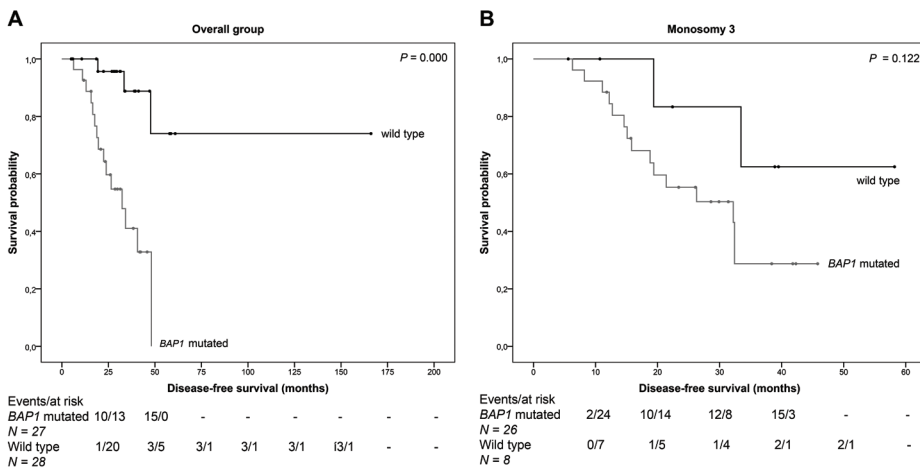 A
Overall group
P = 0.000
1,0
0,8
0,6
0,4
0,2
0,0
Survival probability
wild type
BAP1 mutated
0 25 50 75 100 125 150 175 200
Disease-free survival (months)
Events/at risk
BAP1 mutated 10/13 15/0 - - - - - -
N = 27
Wild type 1/20 3/5 3/1 3/1 3/1 I3/1 - -
N = 28
B
Monosomy 3
P = 0.122
1,0
0,8
0,6
0,4
0,2
0,0
Survival probability
wild type
BAP1 mutated
0 10 20 30 40 50 60
Disease-free survival (months)
Events/at risk
BAP1 mutated 2/24 10/14 12/8 15/3 - -
N = 26
Wild type 0/7 1/5 1/4 2/1 2/1 -
N = 8